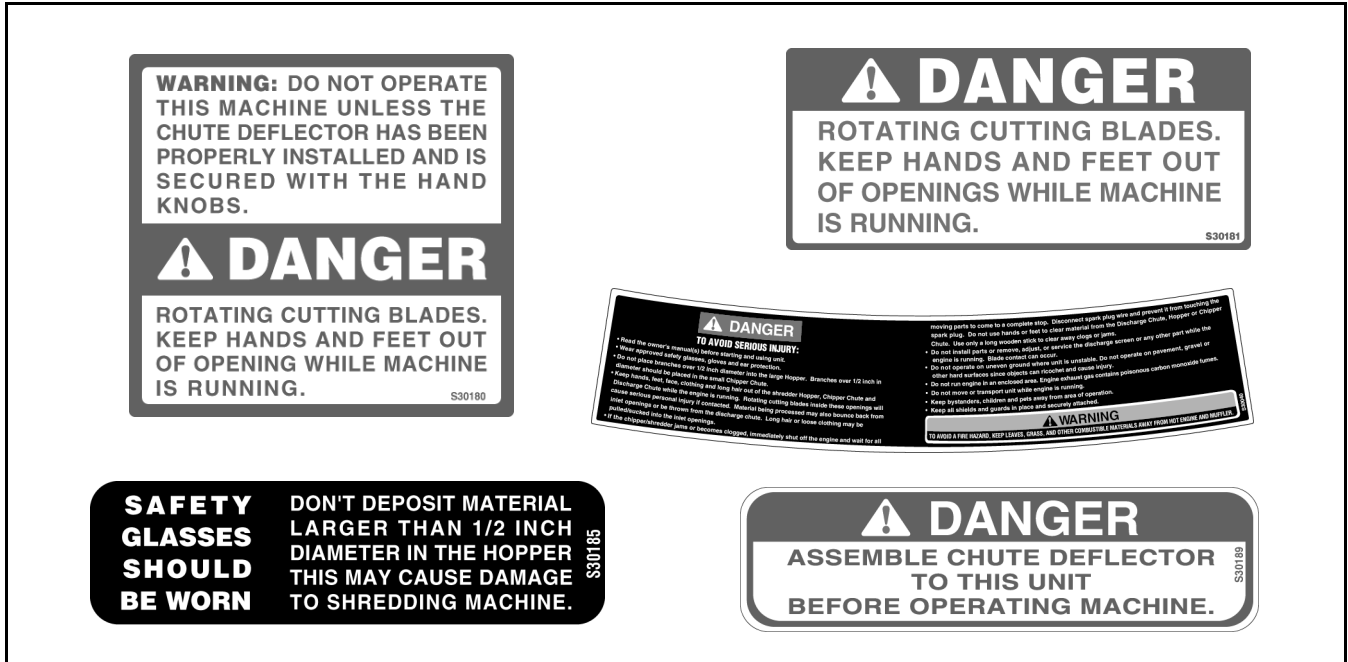 WARNING: DO NOT OPERATE
THIS MACHINE UNLESS THE
CHUTE DEFLECTOR HAS BEEN
PROPERLY INSTALLED AND IS
SECURED WITH THE HAND
KNOBS.
DANGER
ROTATING CUTTING BLADES.
KEEP HANDS AND FEET OUT
OF OPENING WHILE MACHINE
IS RUNNING.
S30180
DANGER
ROTATING CUTTING BLADES.
KEEP HANDS AND FEET OUT
OF OPENINGS WHILE MACHINE
IS RUNNING.
S30181
DANGER
TO AVOID SERIOUS INJURY:
• Read the owner's manual(s) before starting and using unit.
• Wear approved safety glasses, gloves and ear protection.
• Do not place branches over 1/2 inch diameter into the large Hopper. Branches over 1/2 inch in
diameter should be placed in the small Chipper Chute.
• Keep hands, feet, face, clothing and long hair out of the shredder Hopper, Chipper Chute and
Discharge Chute while the engine is running. Rotating cutting blades inside these openings will
cause serious personal injury if contacted. Material being processed may also bounce back from
inlet openings or be thrown from the discharge chute. Long hair or loose clothing may be
pulled/sucked into the inlet openings.
• If the chipper/shredder jams or becomes clogged, immediately shut off the engine and wait for all
moving parts to come to a complete stop. Disconnect spark plug wire and prevent it from touching the
spark plug. Do not use hands or feet to clear material from the Discharge Chute, Hopper or Chipper
Chute. Use only a long wooden stick to clear away clogs or jams.
• Do not install parts or remove, adjust, or service the discharge screen or any other part while the
engine is running. Blade contact can occur.
• Do not operate on uneven ground where unit is unstable. Do not operate on pavement, gravel or
other hard surfaces since objects can ricochet and cause injury.
• Do not run engine in an enclosed area. Engine exhaust gas contains poisonous carbon monoxide fumes.
• Do not move or transport unit while engine is running.
• Keep bystanders, children and pets away from area of operation.
• Keep all shields and guards in place and securely attached.
WARNING
TO AVOID A FIRE HAZARD, KEEP LEAVES, GRASS, AND OTHER COMBUSTIBLE MATERIALS AWAY FROM HOT ENGINE AND MUFFLER.
SAFETY
GLASSES
SHOULD
BE WORN
DON'T DEPOSIT MATERIAL
LARGER THAN 1/2 INCH
DIAMETER IN THE HOPPER
THIS MAY CAUSE DAMAGE
TO SHREDDING MACHINE.
S30185
DANGER
ASSEMBLE CHUTE DEFLECTOR
TO THIS UNIT
BEFORE OPERATING MACHINE.
S30189